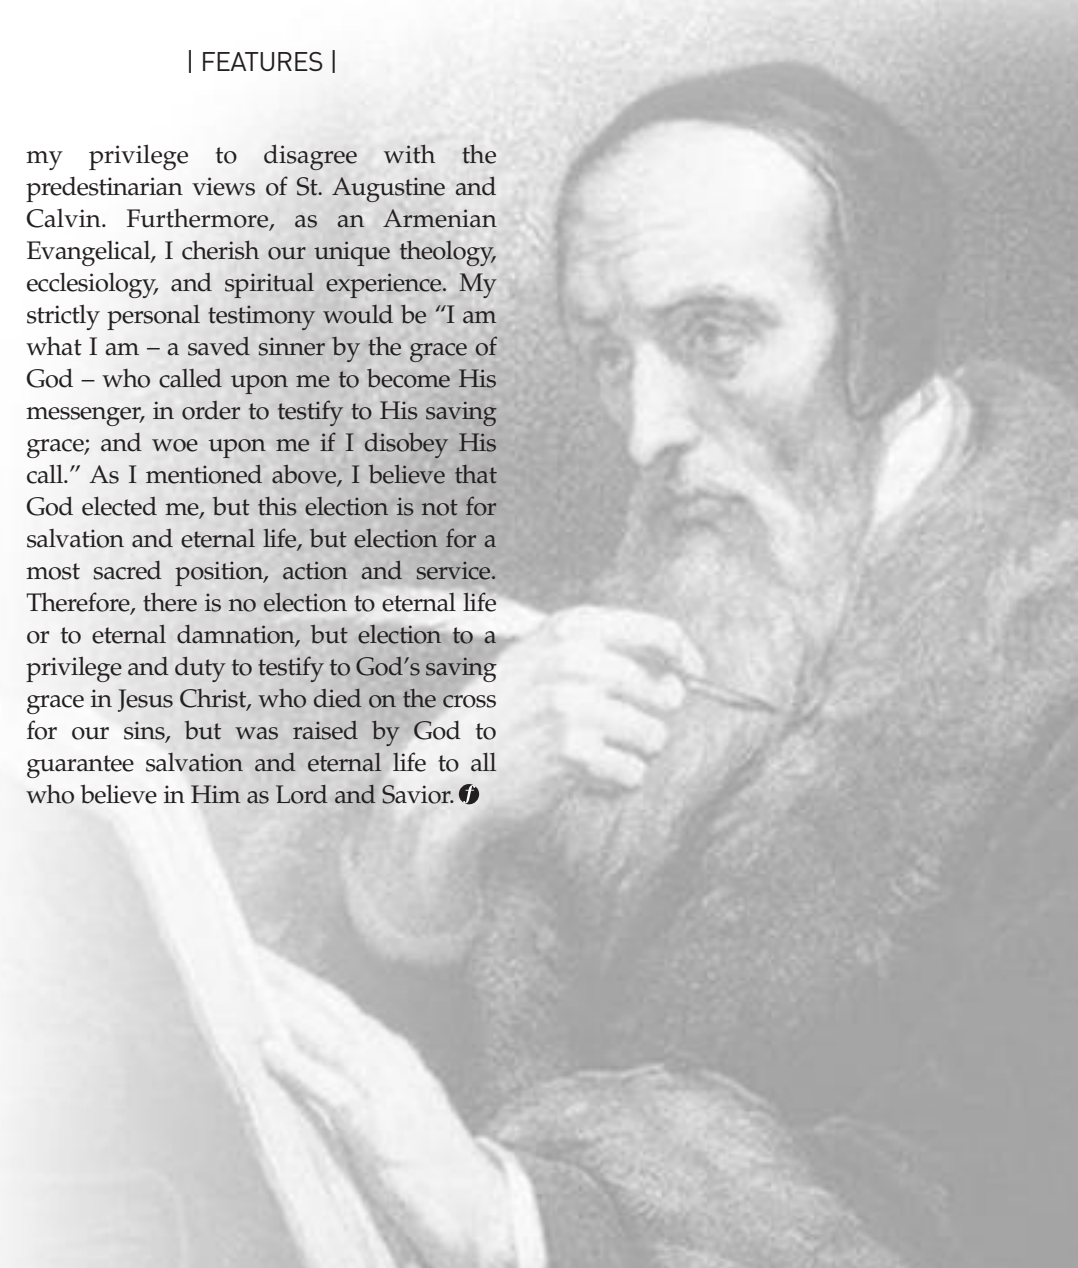 | FEATURES |
my privilege to disagree with the
predestinarian views of St. Augustine and
Calvin. Furthermore, as an Armenian
Evangelical, I cherish our unique theology,
ecclesiology, and spiritual experience. My
strictly personal testimony would be “I am
what I am – a saved sinner by the grace of
God – who called upon me to become His
messenger, in order to testify to His saving
grace; and woe upon me if I disobey His
call.” As I mentioned above, I believe that
God elected me, but this election is not for
salvation and eternal life, but election for a
most sacred position, action and service.
Therefore, there is no election to eternal life
or to eternal damnation, but election to a
privilege and duty to testify to God’s saving
grace in Jesus Christ, who died on the cross
for our sins, but was raised by God to
guarantee salvation and eternal life to all
who believe in Him as Lord and Savior. f